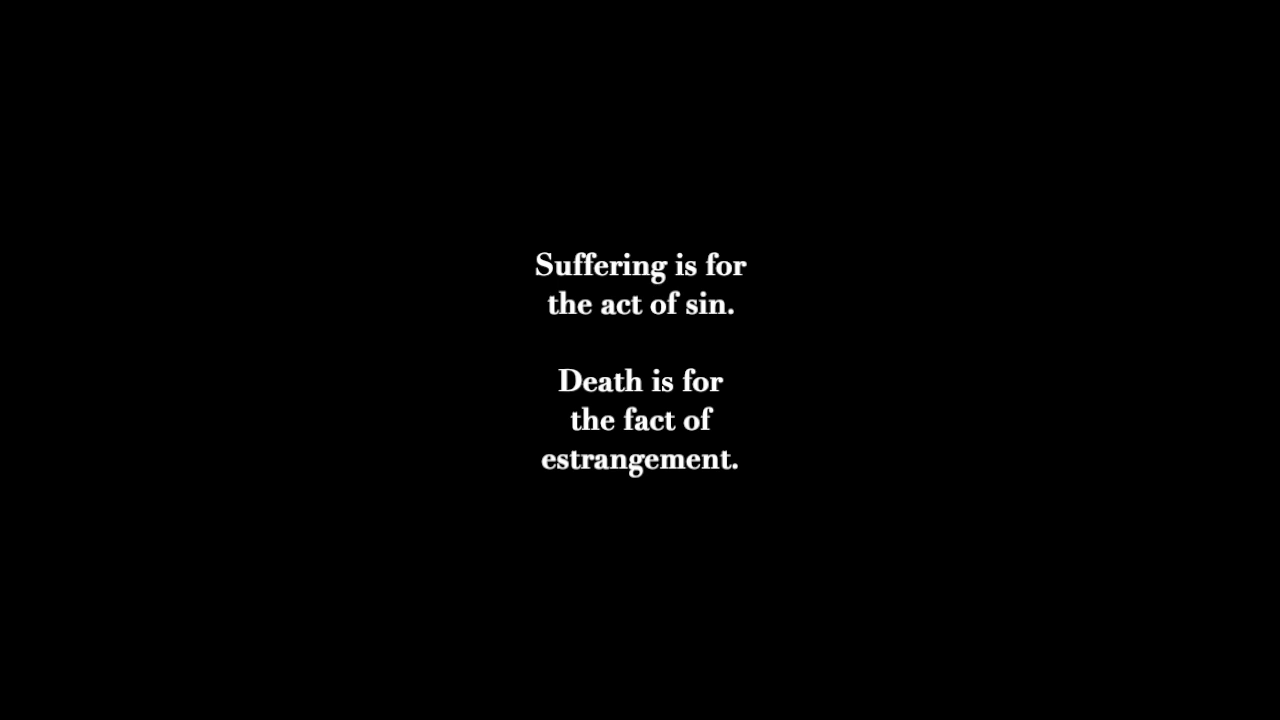 Suffering is for
the act of sin.
Death is for
the fact of
estrangement.